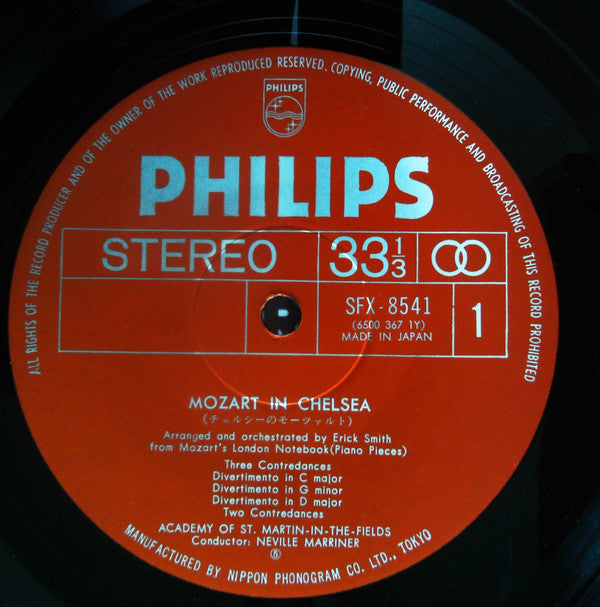 ALL RIGHTS OF THE RECORD PRODUCER AND OF THE OWNER OF THE WORK REPRODUCED RESERVED. COPYING, PUBLIC PERFORMANCE AND BROADCASTING OF THIS RECORD PROHIBITED
PHILIPS
PHILIPS
STEREO
33 1/3
SFX-8541
(6500 367 1Y)
MADE IN JAPAN
1
MOZART IN CHELSEA
(チェルシーのモーツァルト)
Arranged and orchestrated by Erick Smith
from Mozart's London Notebook(Piano Pieces)
Three Contredances
Divertimento in C major
Divertimento in G minor
Divertimento in D major
Two Contredances
ACADEMY OF ST. MARTIN-IN-THE-FIELDS
Conductor: NEVILLE MARRINER
MANUFACTURED BY NIPPON PHONOGRAM CO. LTD., TOKYO